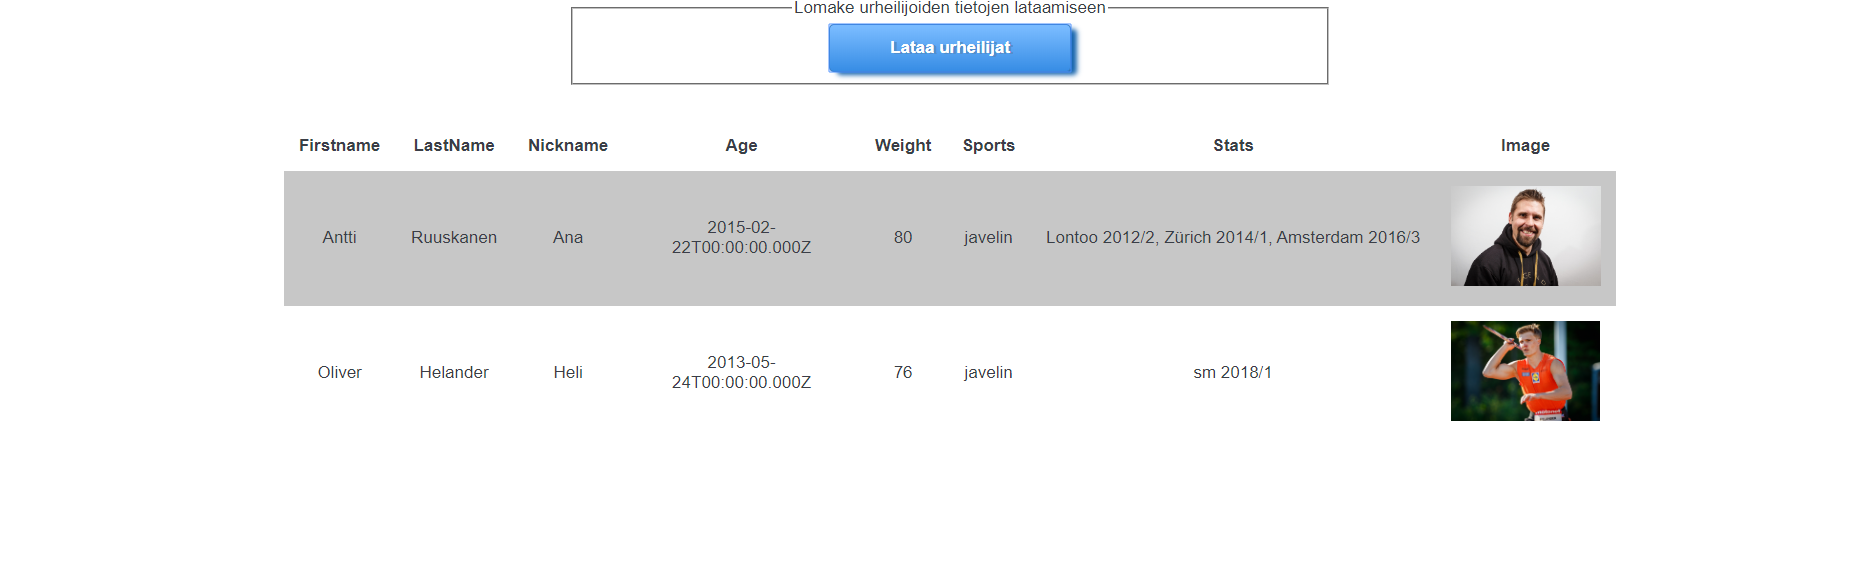 Lomake urheilijoiden tietojen lataamiseen
Lataa urheilijat
Firstname LastName Nickname Age Weight Sports Stats Image
Antti Ruuskanen Ana 2015-02-22T00:00:00.000Z 80 javelin Lontoo 2012/2, Zürich 2014/1, Amsterdam 2016/3
Oliver Helander Heli 2013-05-24T00:00:00.000Z 76 javelin sm 2018/1